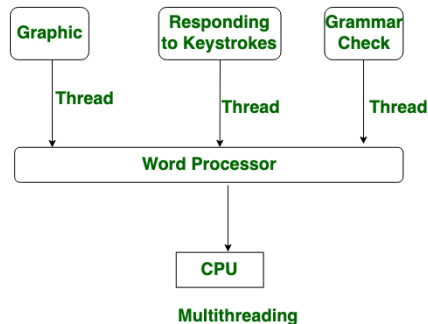 Graphic
Responding
to Keystrokes
Grammar
Check
Thread
Thread
Thread
Word Processor
CPU
Multithreading